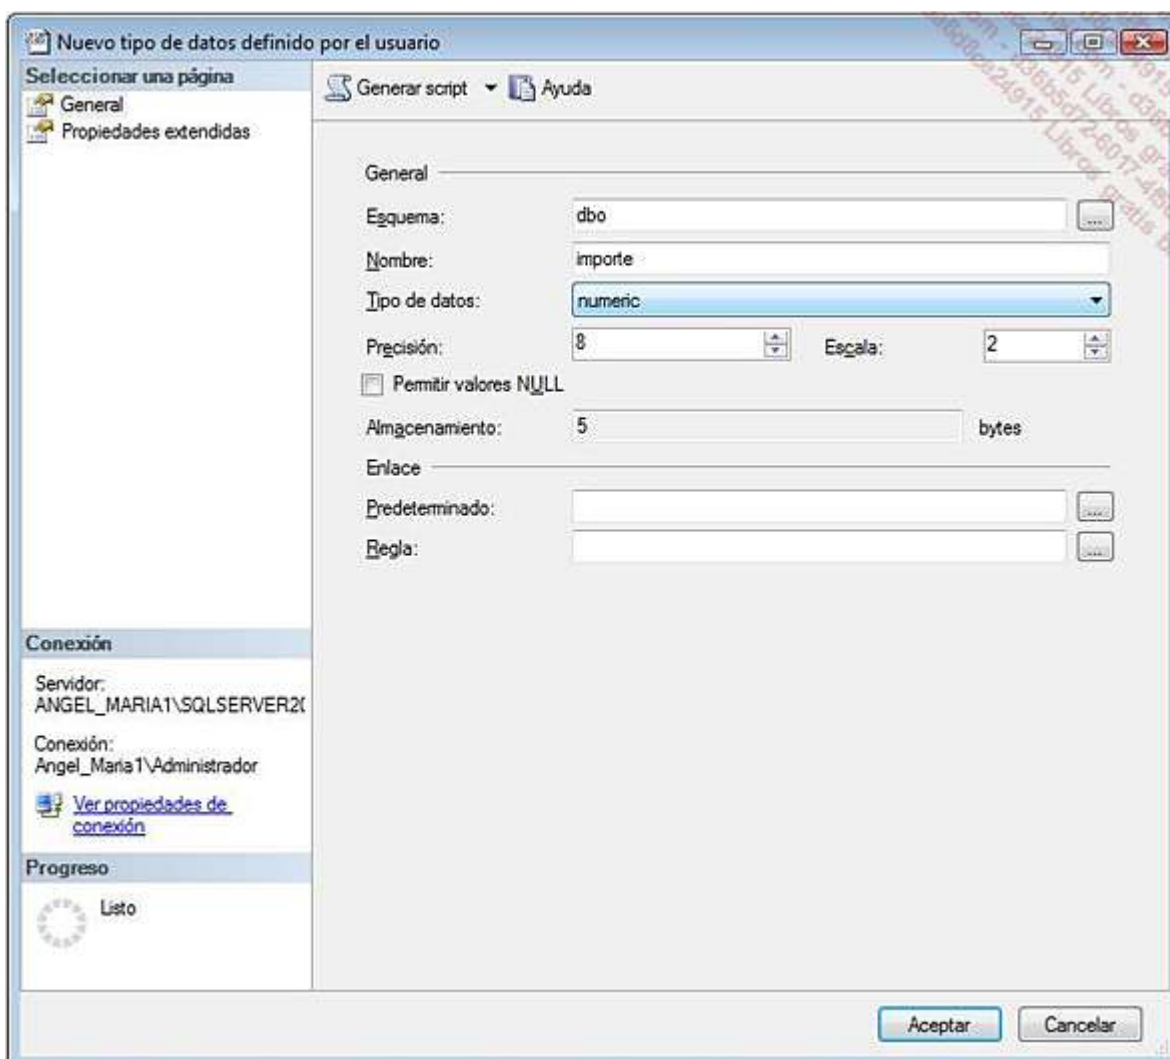 Nuevo tipo de datos definido por el usuario
Seleccionar una página
General
Propiedades extendidas
Generar script
Ayuda
General
Esquema: dbo ...
Nombre: importe
Tipo de datos: numeric
Precisión: 8 Escala: 2
Permitir valores NULL
Almacenamiento: 5 bytes
Enlace
Predeterminado: ...
Regla: ...
Conexión
Servidor:
ANGEL_MARIA1\SQLSERVER20
Conexión:
Angel_Maria1\Administrador
Ver propiedades de
conexión
Progreso
Listo
Aceptar Cancelar